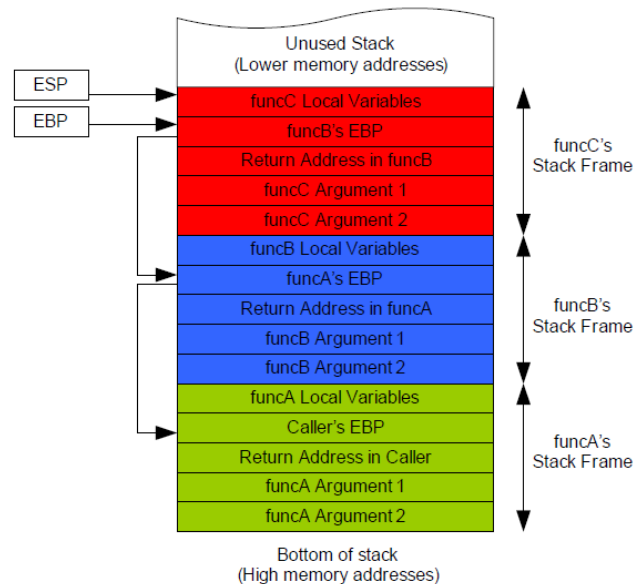 Unused Stack
(Lower memory addresses)
ESP
EBP
funcC Local Variables
funcB's EBP
Return Address in funcB
funcC Argument 1
funcC Argument 2
funcC's
Stack Frame
funcB Local Variables
funcA's EBP
Return Address in funcA
funcB Argument 1
funcB Argument 2
funcB's
Stack Frame
funcA Local Variables
Caller's EBP
Return Address in Caller
funcA Argument 1
funcA Argument 2
funcA's
Stack Frame
Bottom of stack
(High memory addresses)